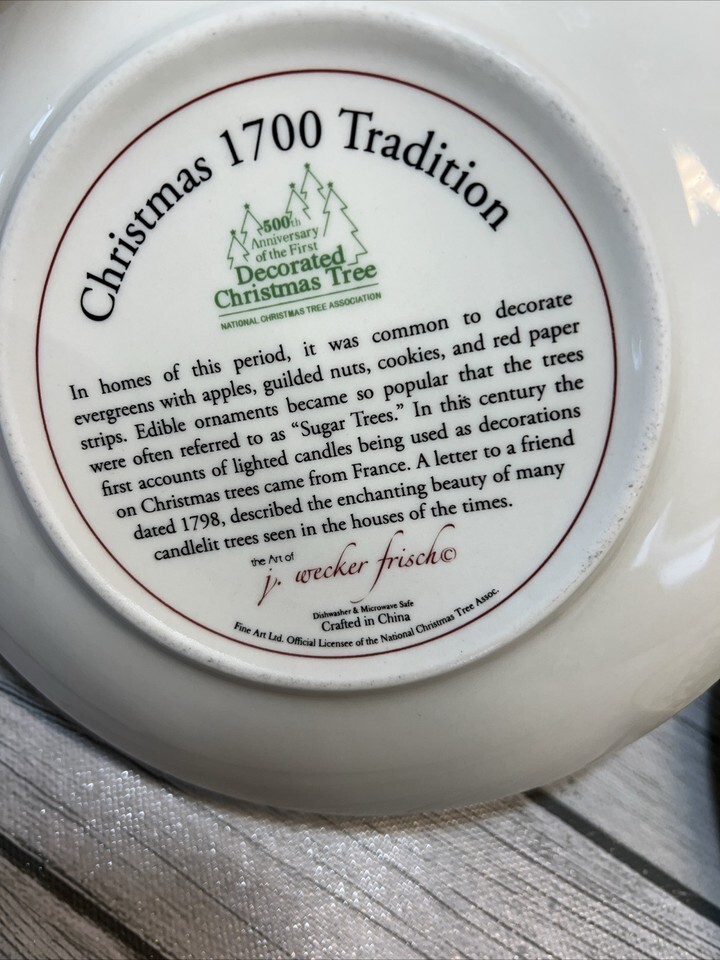 Christmas 1700 Tradition
500th
Anniversary
of the First
Decorated
Christmas Tree
NATIONAL CHRISTMAS TREE ASSOCIATION
In homes of this period, it was common to decorate
evergreens with apples, guilded nuts, cookies, and red paper
strips. Edible ornaments became so popular that the trees
were often referred to as “Sugar Trees.” In this century the
first accounts of lighted candles being used as decorations
on Christmas trees came from France. A letter to a friend
dated 1798, described the enchanting beauty of many
candlelit trees seen in the houses of the times.
the Art of
j. wecker frisch©
Dishwasher & Microwave Safe
Crafted in China
Fine Art Ltd. Official Licensee of the National Christmas Tree Assoc.